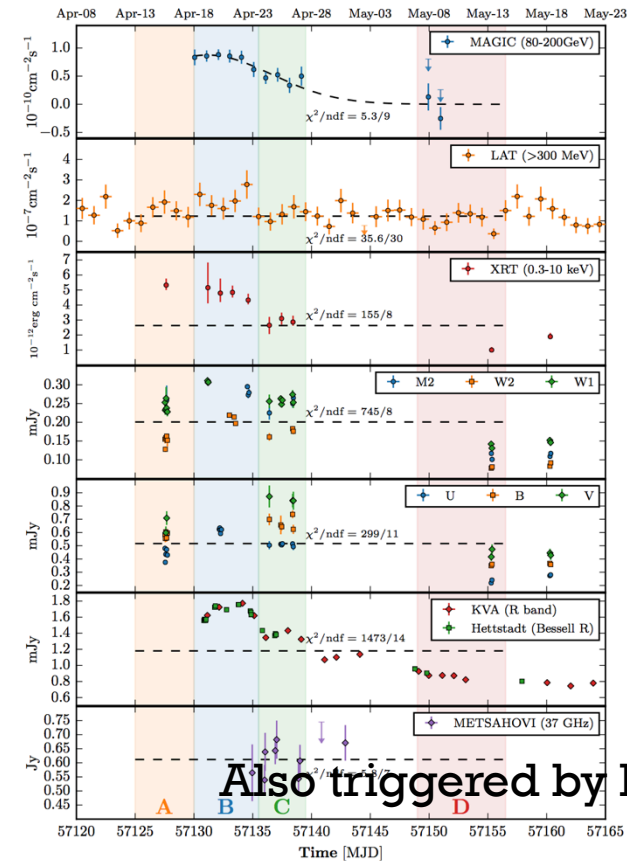 Apr-08 Apr-13 Apr-18 Apr-23 Apr-28 May-03 May-08 May-13 May-18 May-23
MAGIC (80-200GeV)
1.0
0.5
0.0
−0.5
10⁻¹⁰cm⁻²s⁻¹
χ²/ndf = 5.3/9
LAT (>300 MeV)
4
3
2
1
0
10⁻⁷cm⁻²s⁻¹
χ²/ndf = 35.6/30
XRT (0.3-10 keV)
7
6
5
4
3
2
1
10⁻¹²erg cm⁻²s⁻¹
χ²/ndf = 155/8
M2 W2 W1
0.30
0.25
0.20
0.15
0.10
mJy
χ²/ndf = 745/8
U B V
0.9
0.8
0.7
0.6
0.5
0.4
0.3
0.2
mJy
χ²/ndf = 299/11
KVA (R band)
Hettstadt (Bessell R)
1.8
1.6
1.4
1.2
1.0
0.8
0.6
mJy
χ²/ndf = 1473/14
METSAHOVI (37 GHz)
0.75
0.70
0.65
0.60
0.55
0.50
0.45
Jy
Also triggered by
A B C D
57120 57125 57130 57135 57140 57145 57150 57155 57160 57165
Time [MJD]